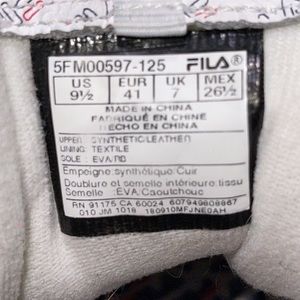 5FM00597-125 FILA®
US EUR UK MEX
9½ 41 7 26½
MADE IN CHINA
FABRIQUÉ EN CHINE
HECHO EN CHINA
UPPER: SYNTHETIC/LEATHER
LINING: TEXTILE
SOLE : EVA/RB
Empeigne:synthétique/Cuir
Doublure et semelle intérieure:tissu
Semelle : EVA/Caoutchouc
RN 91175 CA 60024 607949808867
010 JM 1018 180910MFJNE0AH